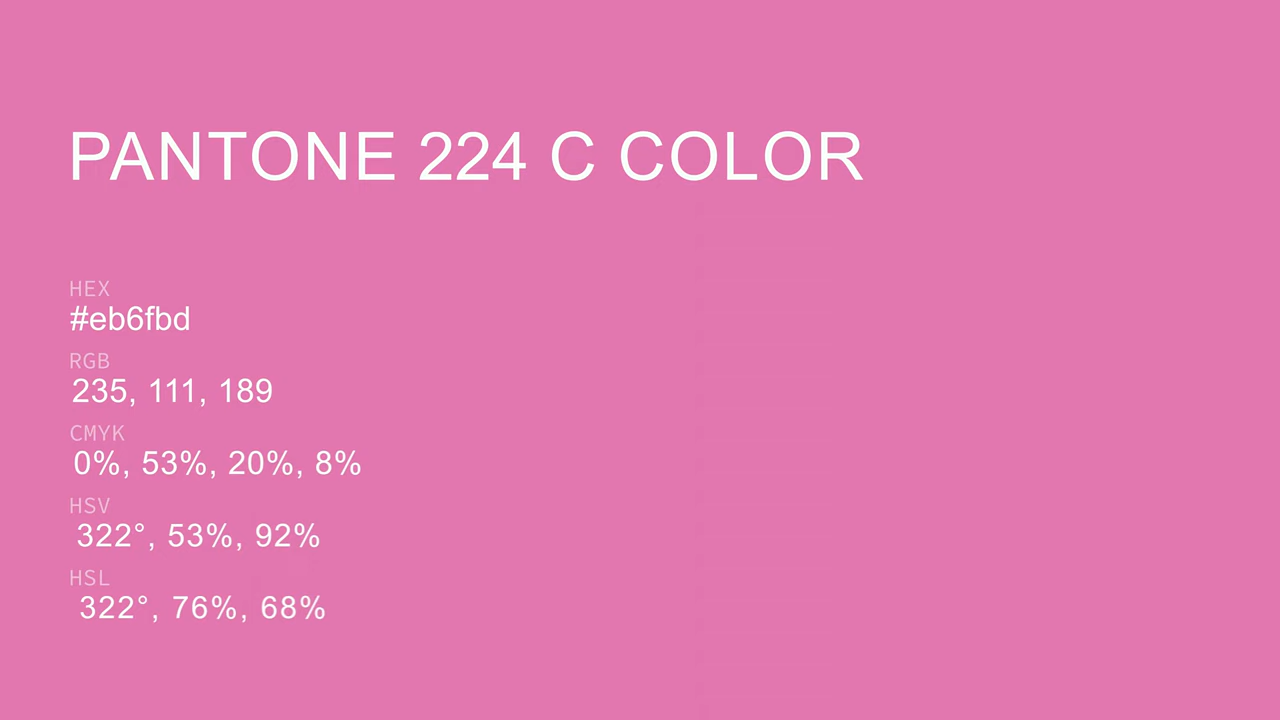 PANTONE 224 C COLOR
HEX
#eb6fbd
RGB
235, 111, 189
CMYK
0%, 53%, 20%, 8%
HSV
322°, 53%, 92%
HSL
322°, 76%, 68%